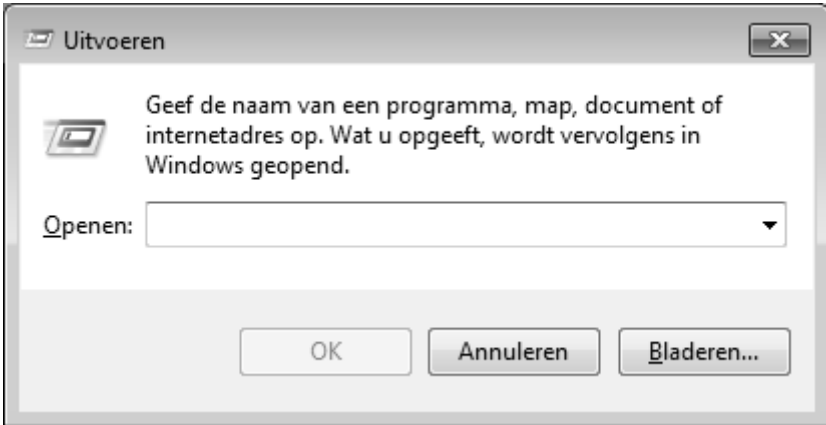 Uitvoeren
Geef de naam van een programma, map, document of
internetadres op. Wat u opgeeft, wordt vervolgens in
Windows geopend.
Openen:
OK Annuleren Bladeren...